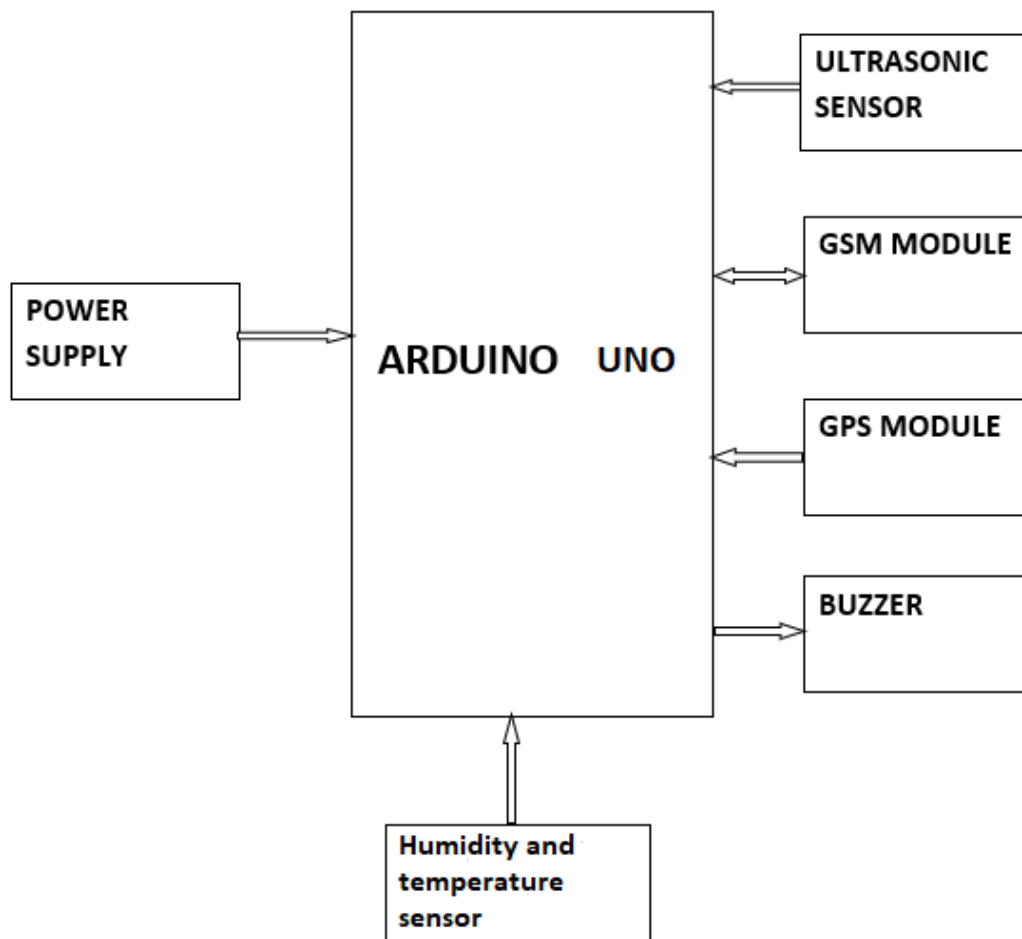 ULTRASONIC
SENSOR
GSM MODULE
POWER
SUPPLY
ARDUINO UNO
GPS MODULE
BUZZER
Humidity and
temperature
sensor